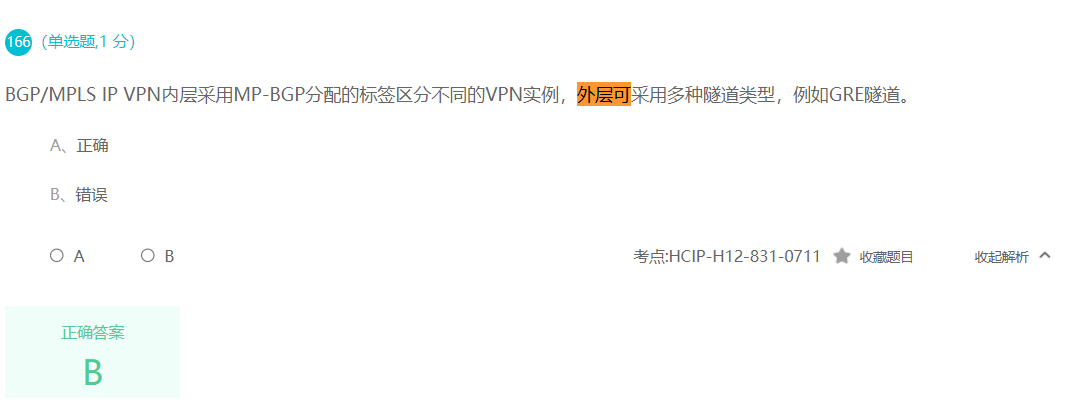 166 (单选题,1 分)
BGP/MPLS IP VPN内层采用MP-BGP分配的标签区分不同的VPN实例，外层可采用多种隧道类型，例如GRE隧道。
A、正确
B、错误
A B 考点:HCIP-H12-831-0711 收藏题目 收起解析
正确答案
B